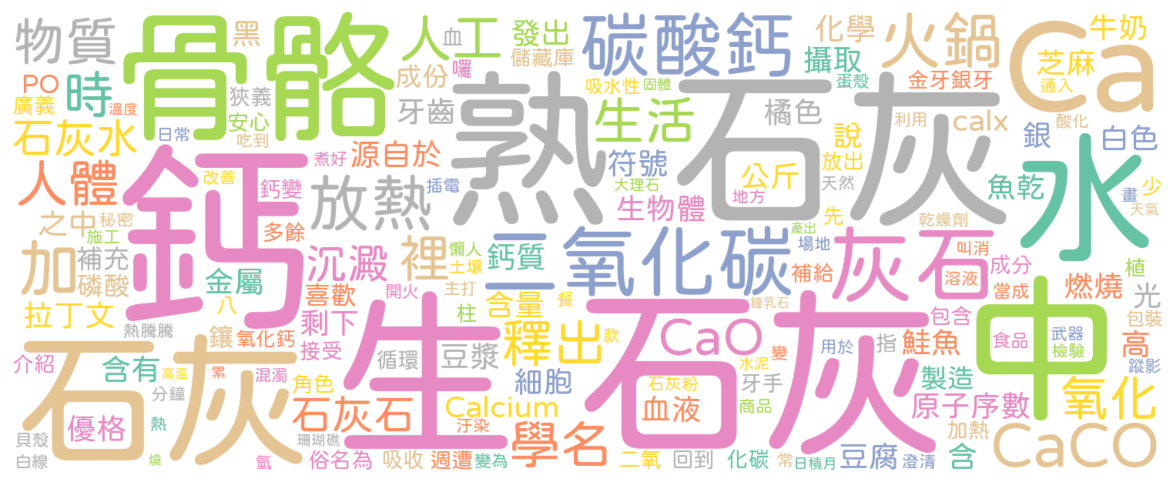 物質
骨骼
人工
血
發出
碳酸鈣
化學
火鍋
Ca
牛奶
黑
囉
儲藏庫
PO
時
成份
吸水性
固體
攝取
蛋殼
金牙銀牙
芝麻
通入
廣義
溫度
狹義
牙齒
熟石灰
生活
橘色
利用
calx
酸化
石灰水
日常
安心
吃到
說
銀
白色
水
人體
鈣
煮好
源自於
符號
公斤
放出
天然
魚乾
畫
少
改善
鈣變
放熱
插電
大理石
生物體
地方
天氣
之中
秘密
施工
多餘
先
乾燥劑
加
補充
沉澱
裡
懶人
土壤
鈣質
二氧化碳
產出
場地
灰石
叫消
成分
植
磷酸
金屬
喜歡
開火
主打
鐘乳石
補給
溶液
當成
燃燒
光
拉丁文
八
剩下
柱
含量
餐
包含
中
包裝
熱騰騰
鑲
氧化鈣
接受
生石灰
釋出
款
CaO
變
用於
指
鮭魚
食品
武器
檢驗
高
蹤影
介紹
石灰
含有
高溫
累
混濁
循環
豆漿
細胞
水泥
石灰粉
牙手
製造
分鐘
角色
石灰石
Calcium
汙染
血液
商品
原子序數
氧化
貝殼
優格
熱
珊瑚礁
學名
加熱
CaCO
白線
燒
氫
俗名為
吸收
週遭
變為
二氧
回到
化碳
常
日積月
豆腐
澄清
含